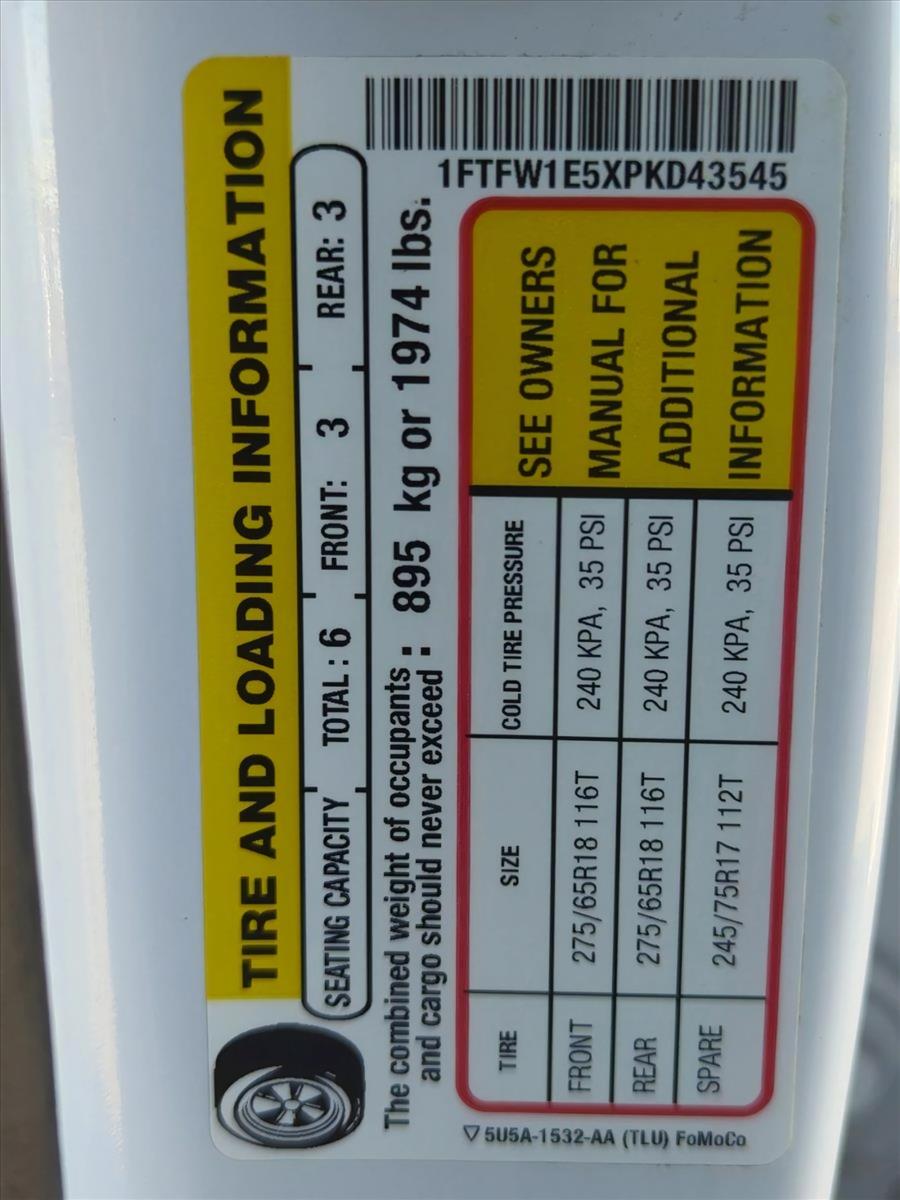 TIRE AND LOADING INFORMATION
SEATING CAPACITY TOTAL : 6 FRONT: 3 REAR: 3
The combined weight of occupants
and cargo should never exceed : 895 kg or 1974 lbs.
1FTFW1E5XPKD43545
TIRE SIZE COLD TIRE PRESSURE
FRONT 275/65R18 116T 240 KPA, 35 PSI
REAR 275/65R18 116T 240 KPA, 35 PSI
SPARE 245/75R17 112T 240 KPA, 35 PSI
SEE OWNERS
MANUAL FOR
ADDITIONAL
INFORMATION
5U5A-1532-AA (TLU) FoMoCo